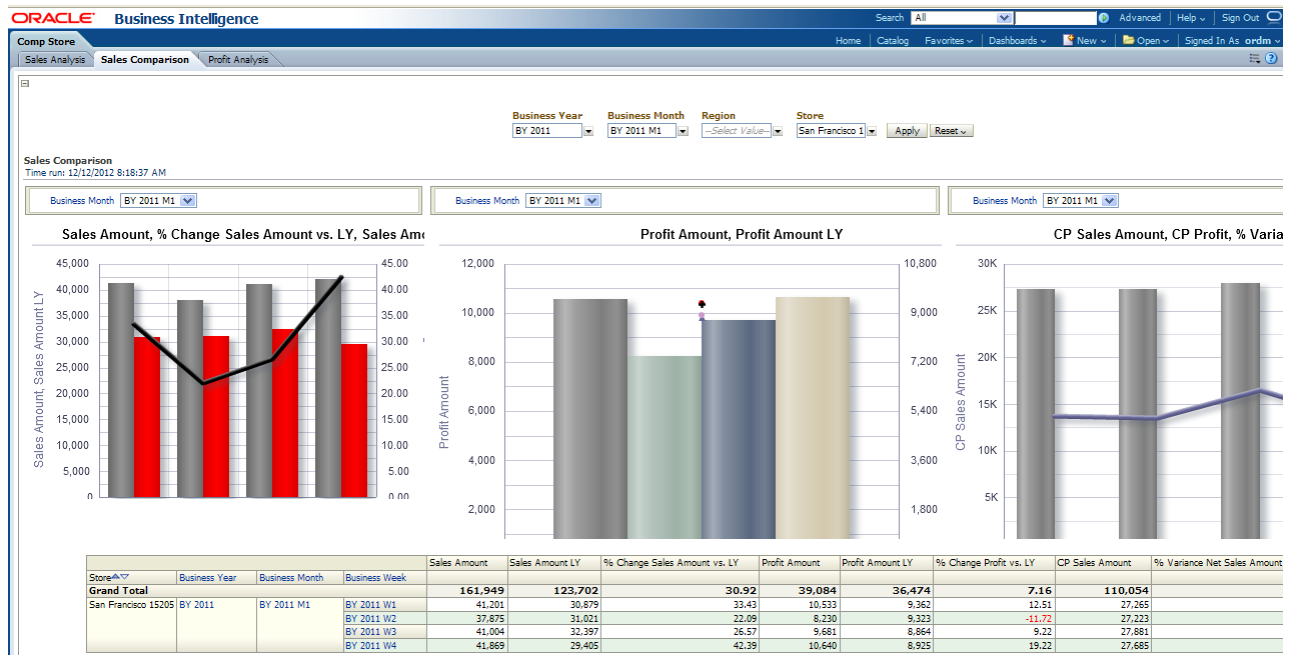 ORACLE Business Intelligence
Search All Advanced Help Sign Out
Comp Store
Home Catalog Favorites Dashboards New Open Signed In As ordm
Sales Analysis Sales Comparison Profit Analysis
Business Year Business Month Region Store
BY 2011 BY 2011 M1 --Select Value-- San Francisco 1 Apply Reset
Sales Comparison
Time run: 12/12/2012 8:18:37 AM
Business Month BY 2011 M1
Business Month BY 2011 M1
Business Month BY 2011 M1
Sales Amount, % Change Sales Amount vs. LY, Sales Am
Sales Amount, Sales Amount LY
45,000
40,000
35,000
30,000
25,000
20,000
15,000
10,000
5,000
0
45.00
40.00
35.00
30.00
25.00
20.00
15.00
10.00
5.00
0.00
Profit Amount, Profit Amount LY
Profit Amount
12,000
10,000
8,000
6,000
4,000
2,000
10,800
9,000
7,200
5,400
3,600
1,800
CP Sales Amount, CP Profit, % Varia
CP Sales Amount
30K
25K
20K
15K
10K
5K
Sales Amount Sales Amount LY % Change Sales Amount vs. LY Profit Amount Profit Amount LY % Change Profit vs. LY CP Sales Amount % Variance Net Sales Amount
Store Business Year Business Month Business Week
Grand Total 161,949 123,702 30.92 39,084 36,474 7.16 110,054
San Francisco 15205 BY 2011 BY 2011 M1 BY 2011 W1 41,201 30,879 33.43 10,533 9,362 12.51 27,265
BY 2011 W2 37,875 31,021 22.09 8,230 9,323 -11.72 27,223
BY 2011 W3 41,004 32,397 26.57 9,681 8,864 9.22 27,881
BY 2011 W4 41,869 29,405 42.39 10,640 8,925 19.22 27,685